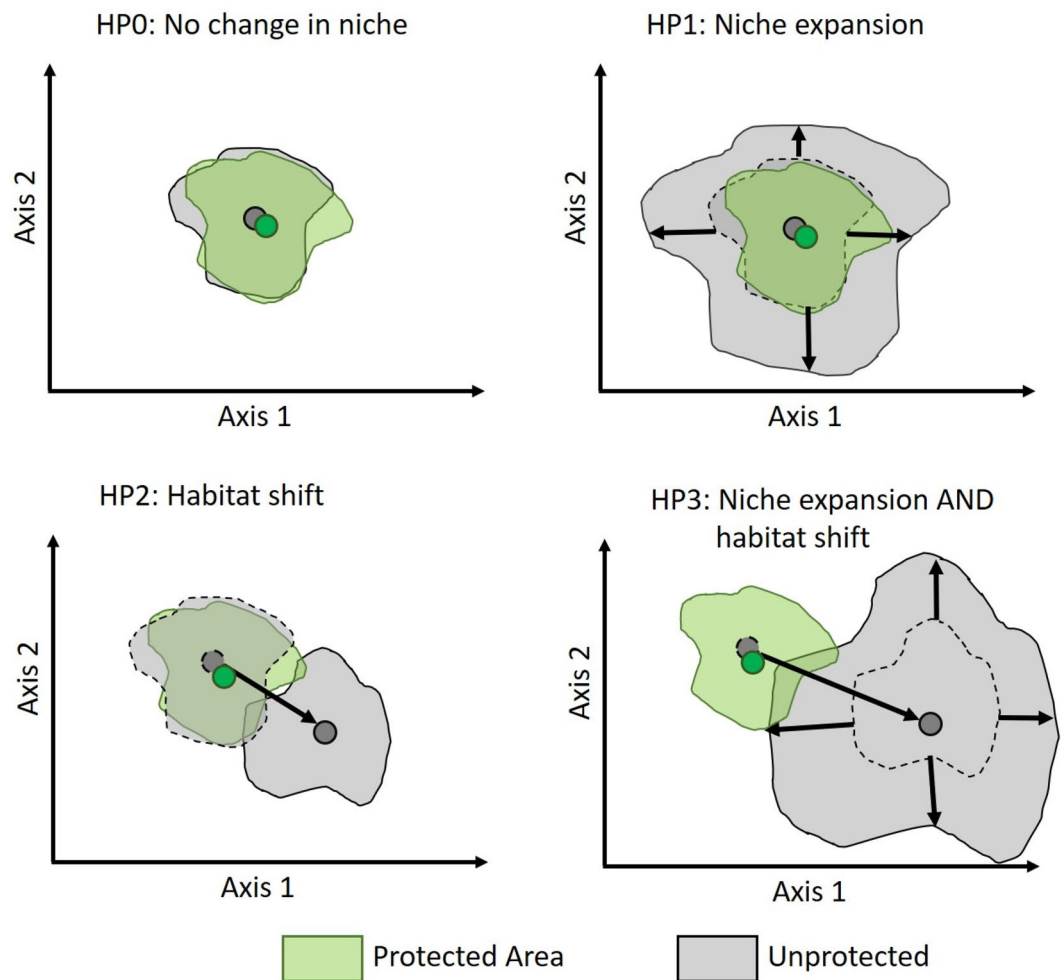 HP0: No change in niche
Axis 2
Axis 1
HP1: Niche expansion
Axis 2
Axis 1
HP2: Habitat shift
Axis 2
Axis 1
HP3: Niche expansion AND
habitat shift
Axis 2
Axis 1
Protected Area
Unprotected